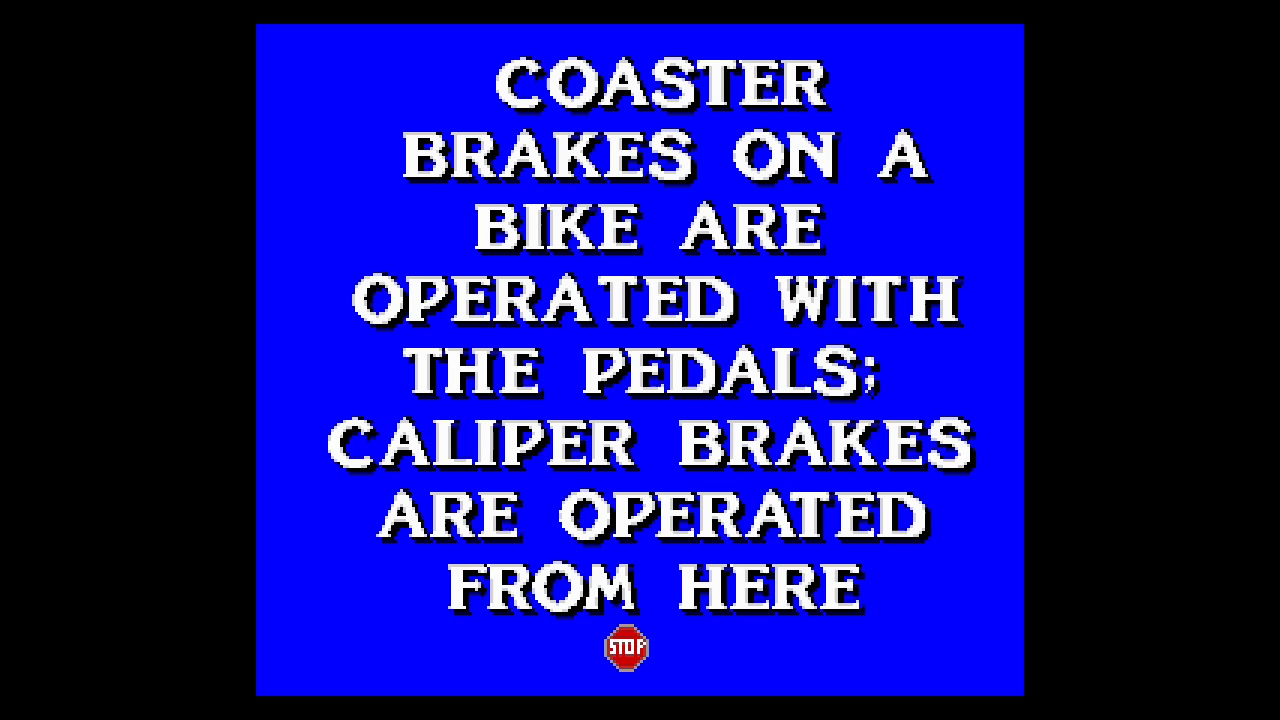 COASTER
BRAKES ON A
BIKE ARE
OPERATED WITH
THE PEDALS;
CALIPER BRAKES
ARE OPERATED
FROM HERE
STOP